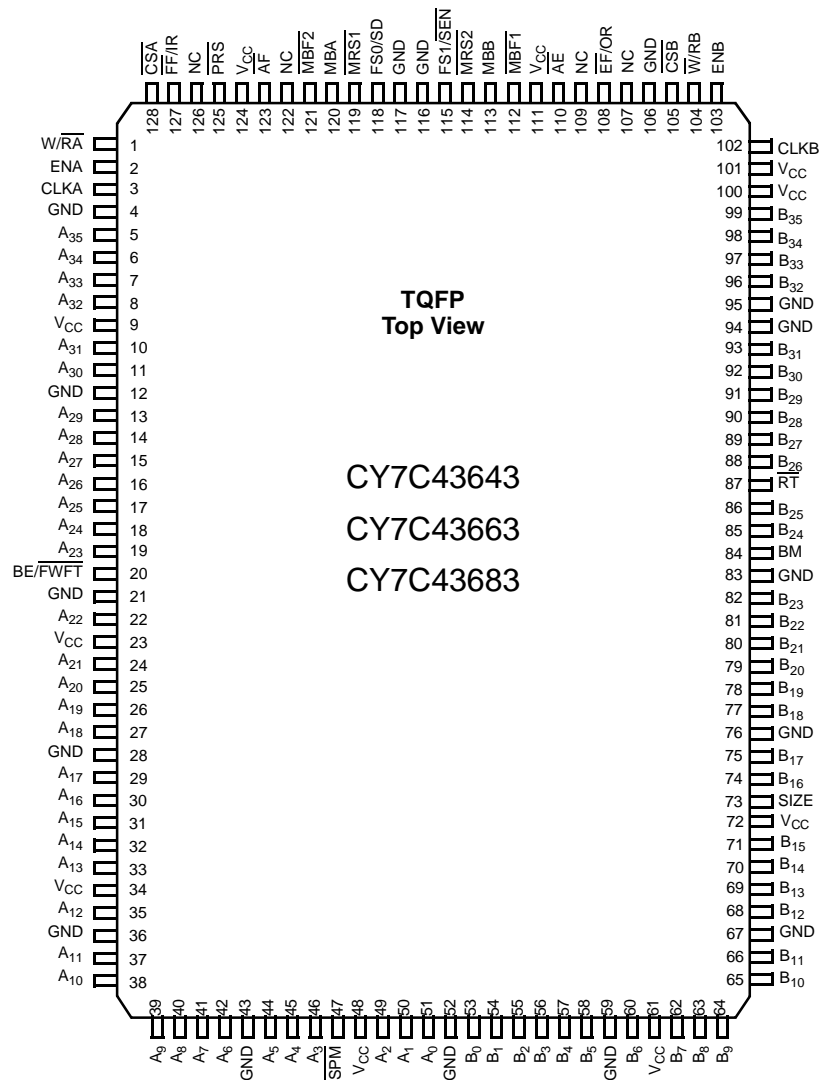 CSA
FF/IR
NC
PRS
VCC
AF
NC
MBF2
MBA
MRS1
FS0/SD
GND
GND
FS1/SEN
MRS2
MBB
MBF1
VCC
AE
NC
EF/OR
NC
GND
CSB
W/RB
ENB
128 127 126 125 124 123 122 121 120 119 118 117 116 115 114 113 112 111 110 109 108 107 106 105 104 103
W/RA 1 102 CLKB
ENA 2 101 VCC
CLKA 3 100 VCC
GND 4 99 B35
A35 5 98 B34
A34 6 97 B33
A33 7 96 B32
A32 8 95 GND
VCC 9 94 GND
A31 10 93 B31
A30 11 92 B30
GND 12 91 B29
A29 13 90 B28
A28 14 89 B27
A27 15 88 B26
A26 16 87 RT
A25 17 86 B25
A24 18 85 B24
A23 19 84 BM
BE/FWFT 20 83 GND
GND 21 82 B23
A22 22 81 B22
VCC 23 80 B21
A21 24 79 B20
A20 25 78 B19
A19 26 77 B18
A18 27 76 GND
GND 28 75 B17
A17 29 74 B16
A16 30 73 SIZE
A15 31 72 VCC
A14 32 71 B15
A13 33 70 B14
VCC 34 69 B13
A12 35 68 B12
GND 36 67 GND
A11 37 66 B11
A10 38 65 B10
TQFP
Top View
CY7C43643
CY7C43663
CY7C43683
39 40 41 42 43 44 45 46 47 48 49 50 51 52 53 54 55 56 57 58 59 60 61 62 63 64
A9
A8
A7
A6
GND
A5
A4
A3
SPM
VCC
A2
A1
A0
GND
B0
B1
B2
B3
B4
B5
GND
B6
VCC
B7
B8
B9